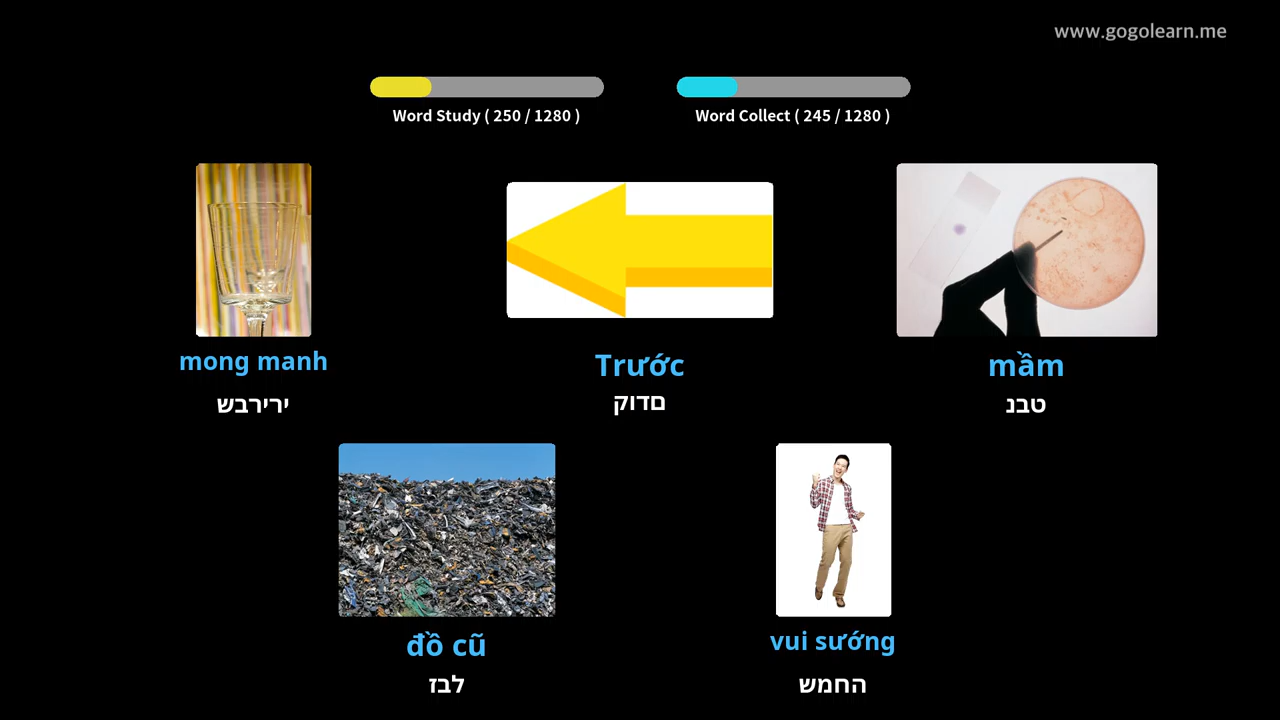 www.gogolearn.me
Word Study ( 250 / 1280 )
Word Collect ( 245 / 1280 )
mong manh
ירירבש
Trước
םדוק
mầm
טבנ
đồ cũ
לבז
vui sướng
החמש